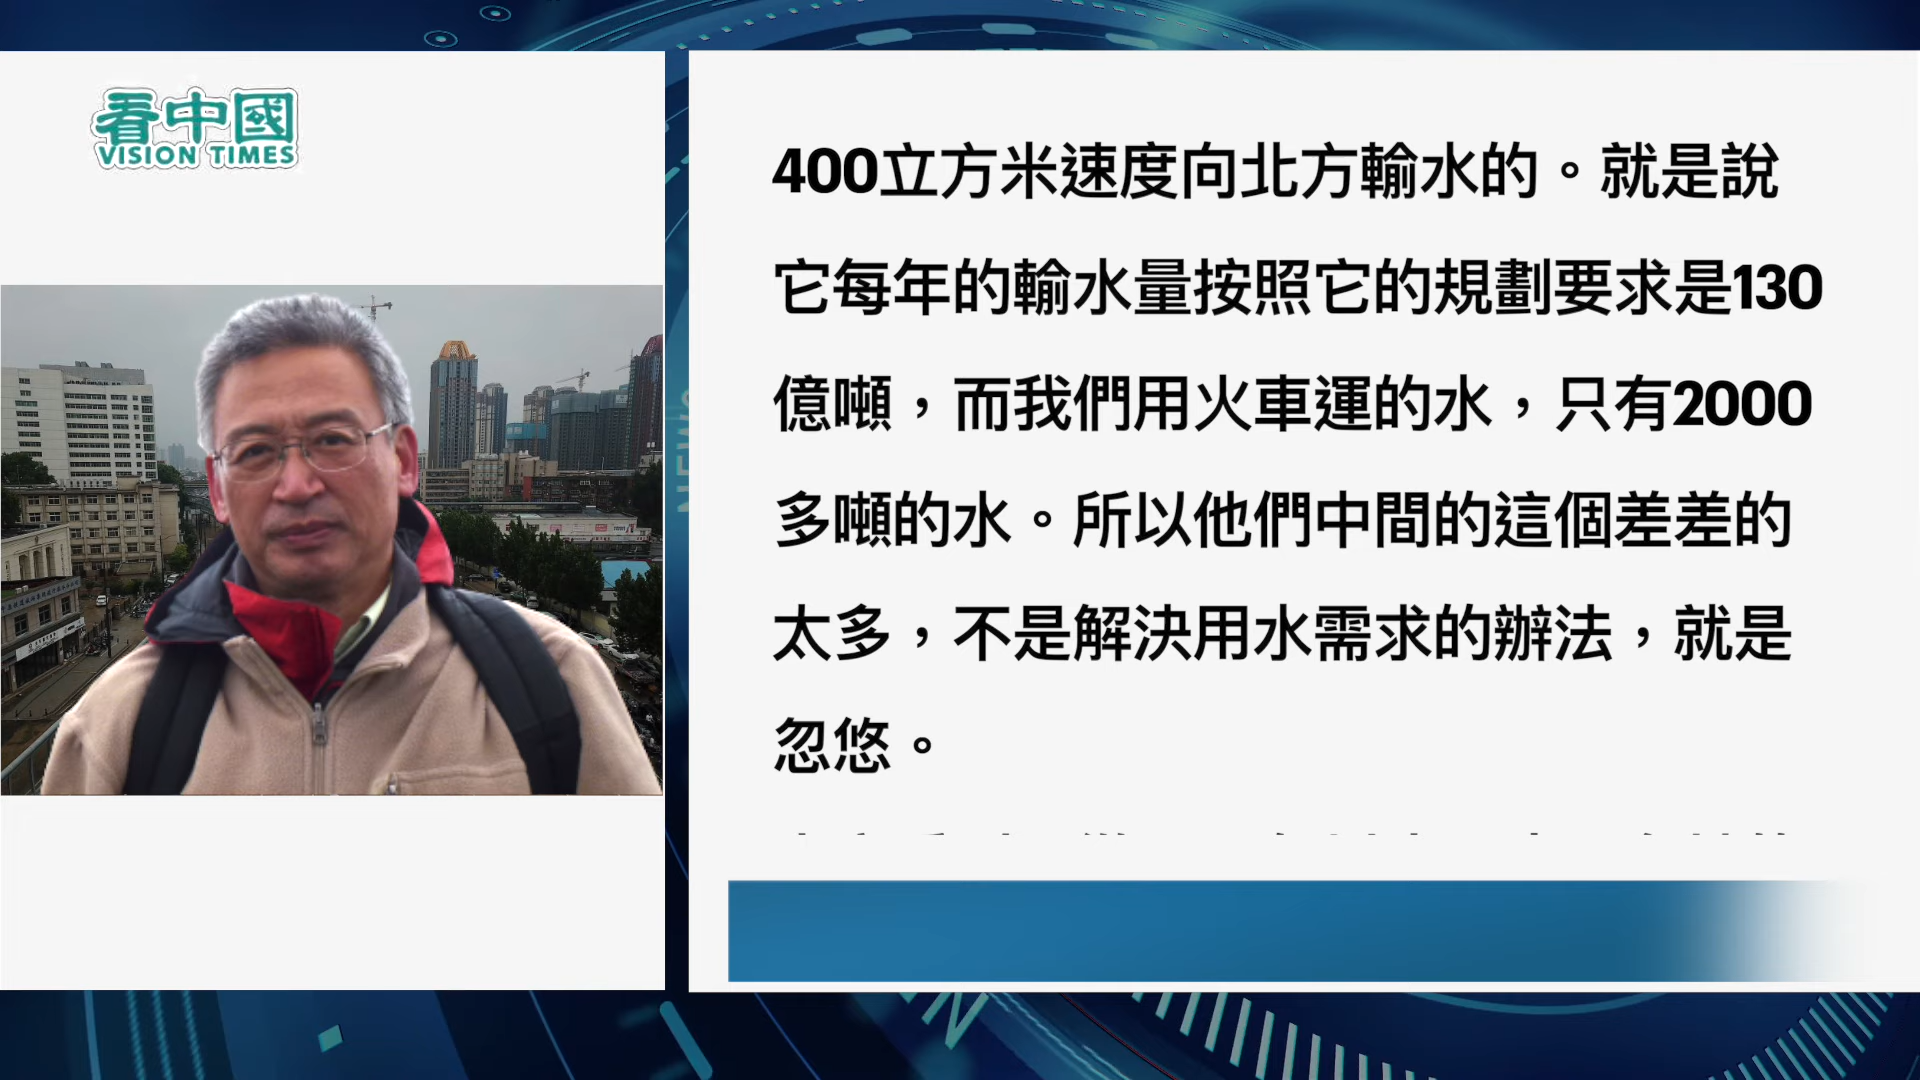 看中國
VISION TIMES
400立方米速度向北方輸水的。就是說
它每年的輸水量按照它的規劃要求是130
億噸，而我們用火車運的水，只有2000
多噸的水。所以他們中間的這個差差的
太多，不是解決用水需求的辦法，就是
忽悠。